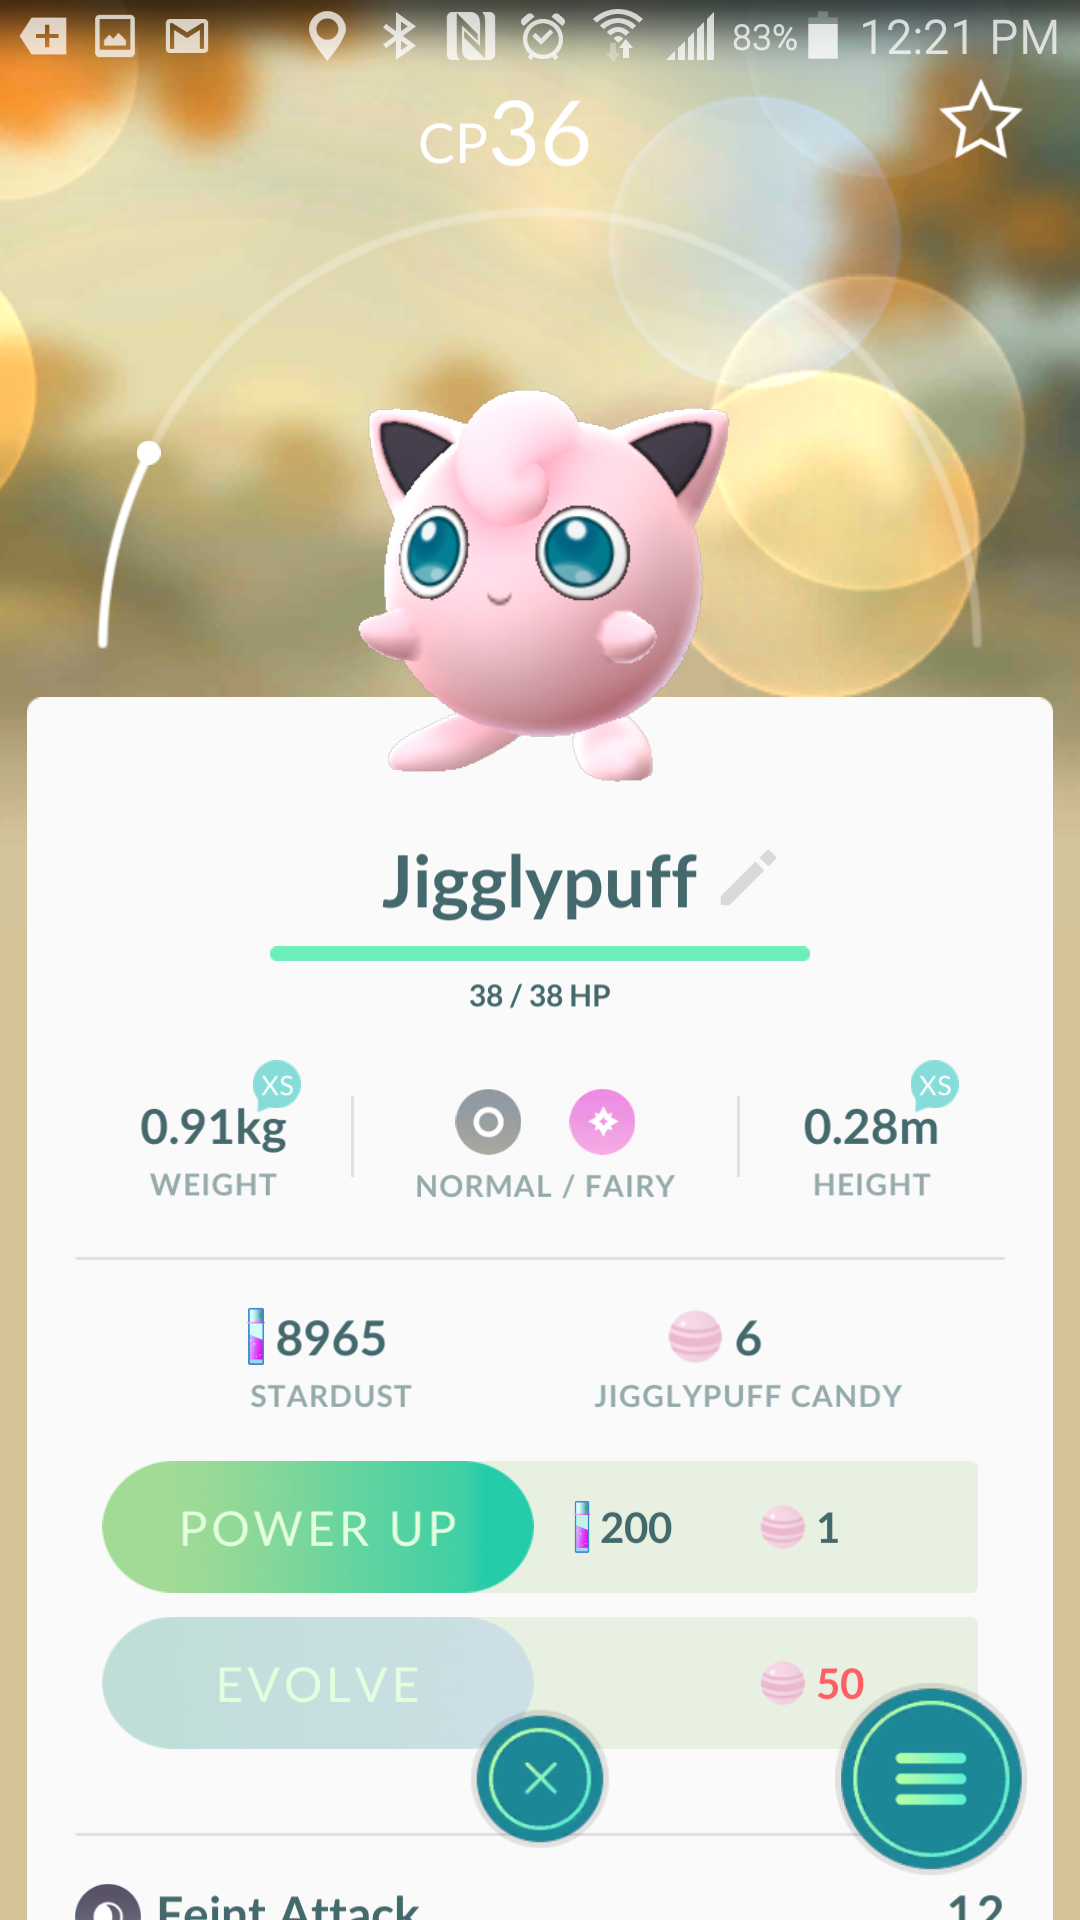 83% 12:21 PM
CP36
Jigglypuff
38 / 38 HP
XS
XS
0.91kg
0.28m
WEIGHT
NORMAL / FAIRY
HEIGHT
8965
6
STARDUST
JIGGLYPUFF CANDY
POWER UP
200
1
EVOLVE
50
Feint Attack
12